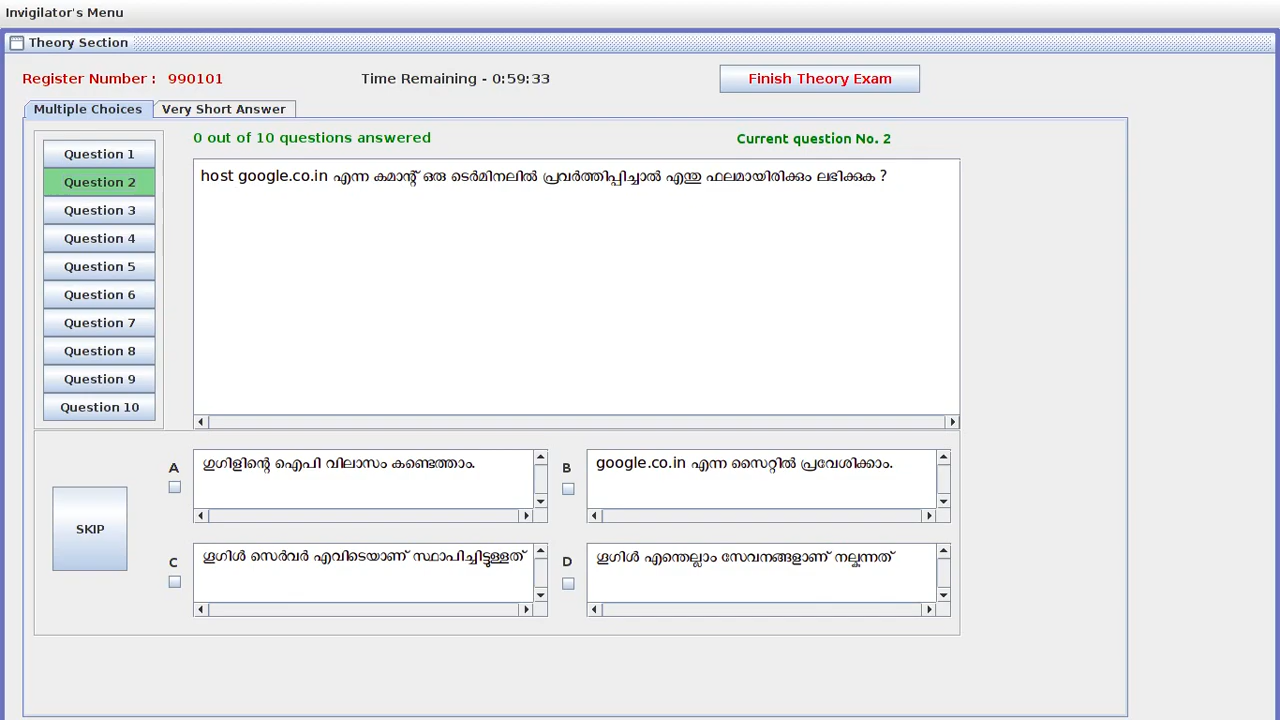 Invigilator's Menu
Theory Section
Register Number : 990101
Time Remaining - 0:59:33
Finish Theory Exam
Multiple Choices
Very Short Answer
0 out of 10 questions answered
Current question No. 2
Question 1
Question 2
Question 3
Question 4
Question 5
Question 6
Question 7
Question 8
Question 9
Question 10
host google.co.in എന്ന കമാന്റ് ഒരു ടെർമിനലിൽ പ്രവർത്തിപ്പിച്ചാൽ എന്തു ഫലമായിരിക്കും ലഭിക്കുക ?
SKIP
A
ഗൂഗിളിന്റെ ഐപി വിലാസം കണ്ടെത്താം.
B
google.co.in എന്ന സൈറ്റിൽ പ്രവേശിക്കാം.
C
ഗൂഗിൾ സെർവർ എവിടെയാണ് സ്ഥാപിച്ചിട്ടുള്ളത്
D
ഗൂഗിൾ എന്തെല്ലാം സേവനങ്ങളാണ് നല്കുന്നത്